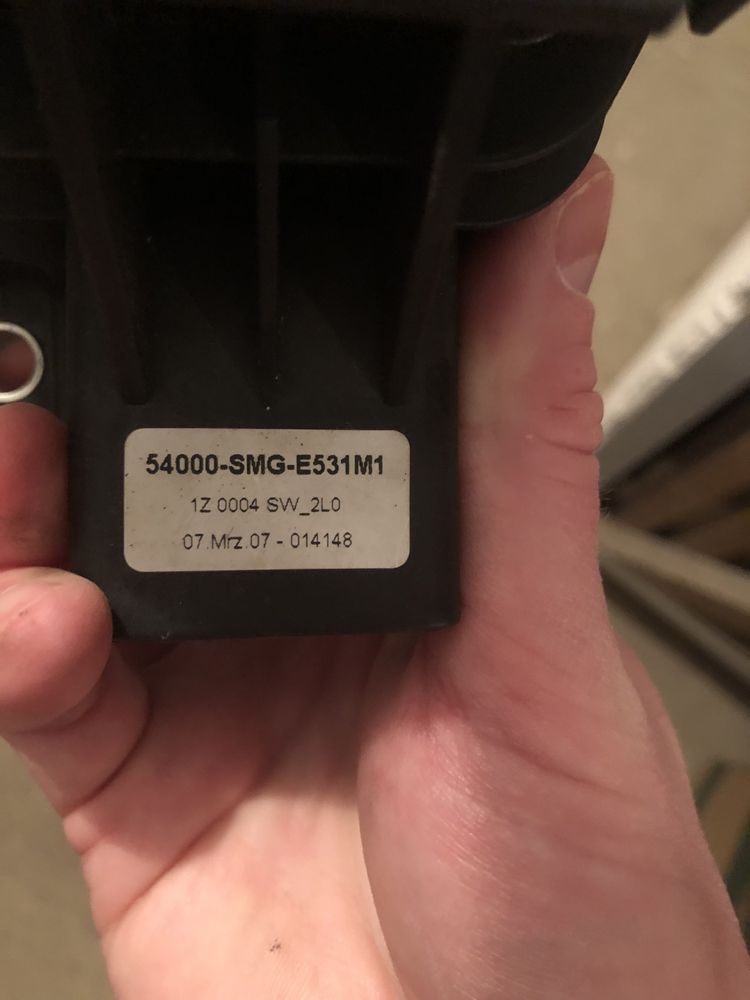 54000-SMG-E531M1
1Z 0004 SW_2L0
07.Mrz.07 - 014148